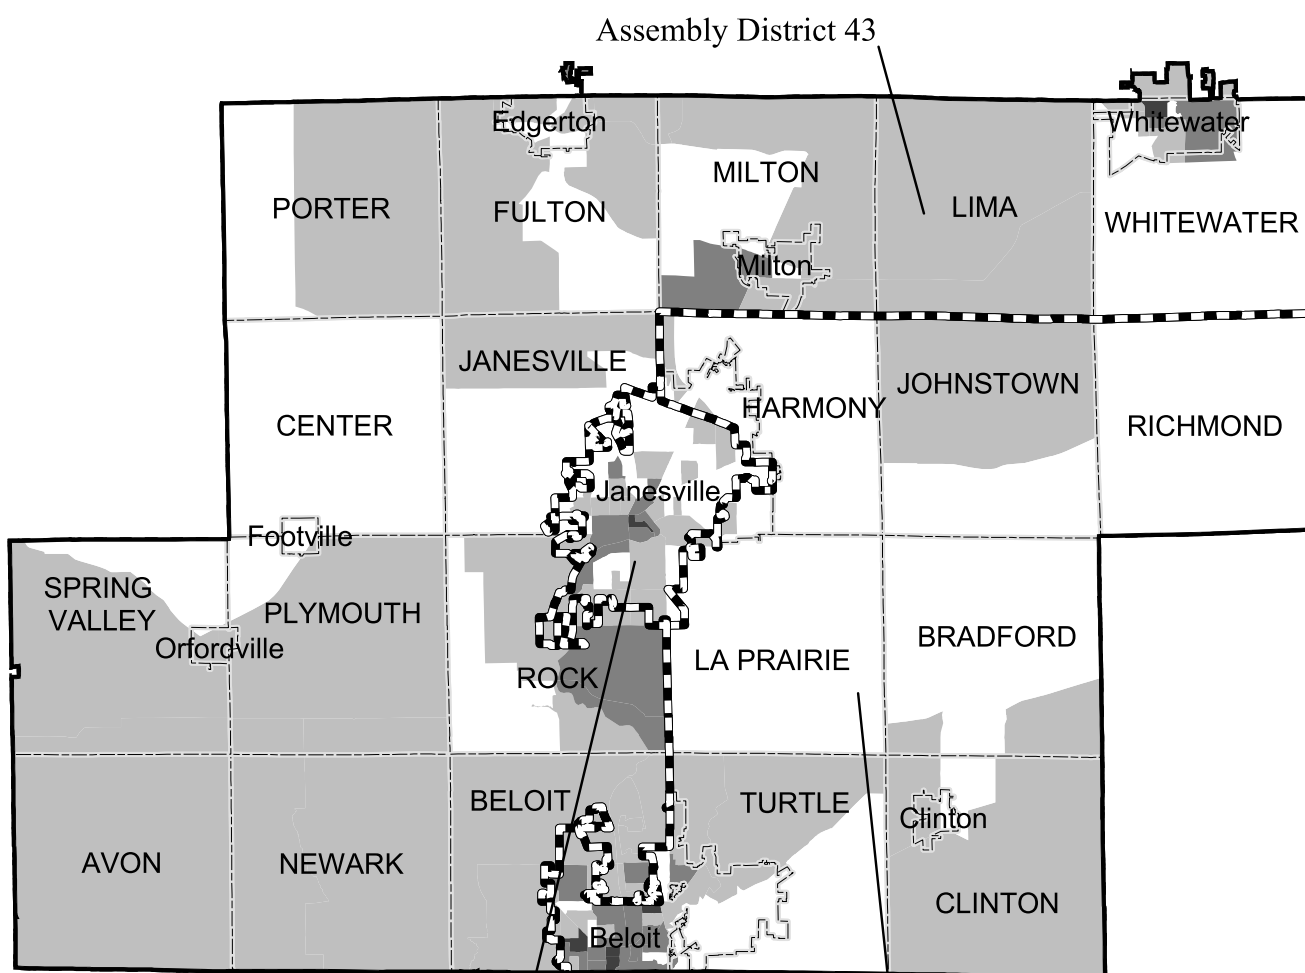 Assembly District 43
Edgerton
Whitewater
MILTON
PORTER
FULTON
LIMA
WHITEWATER
Milton
JANESVILLE
JOHNSTOWN
HARMONY
CENTER
RICHMOND
Janesville
Footville
SPRING
VALLEY
PLYMOUTH
BRADFORD
Orfordville
LA PRAIRIE
ROCK
BELOIT
TURTLE
Clinton
AVON
NEWARK
CLINTON
Beloit